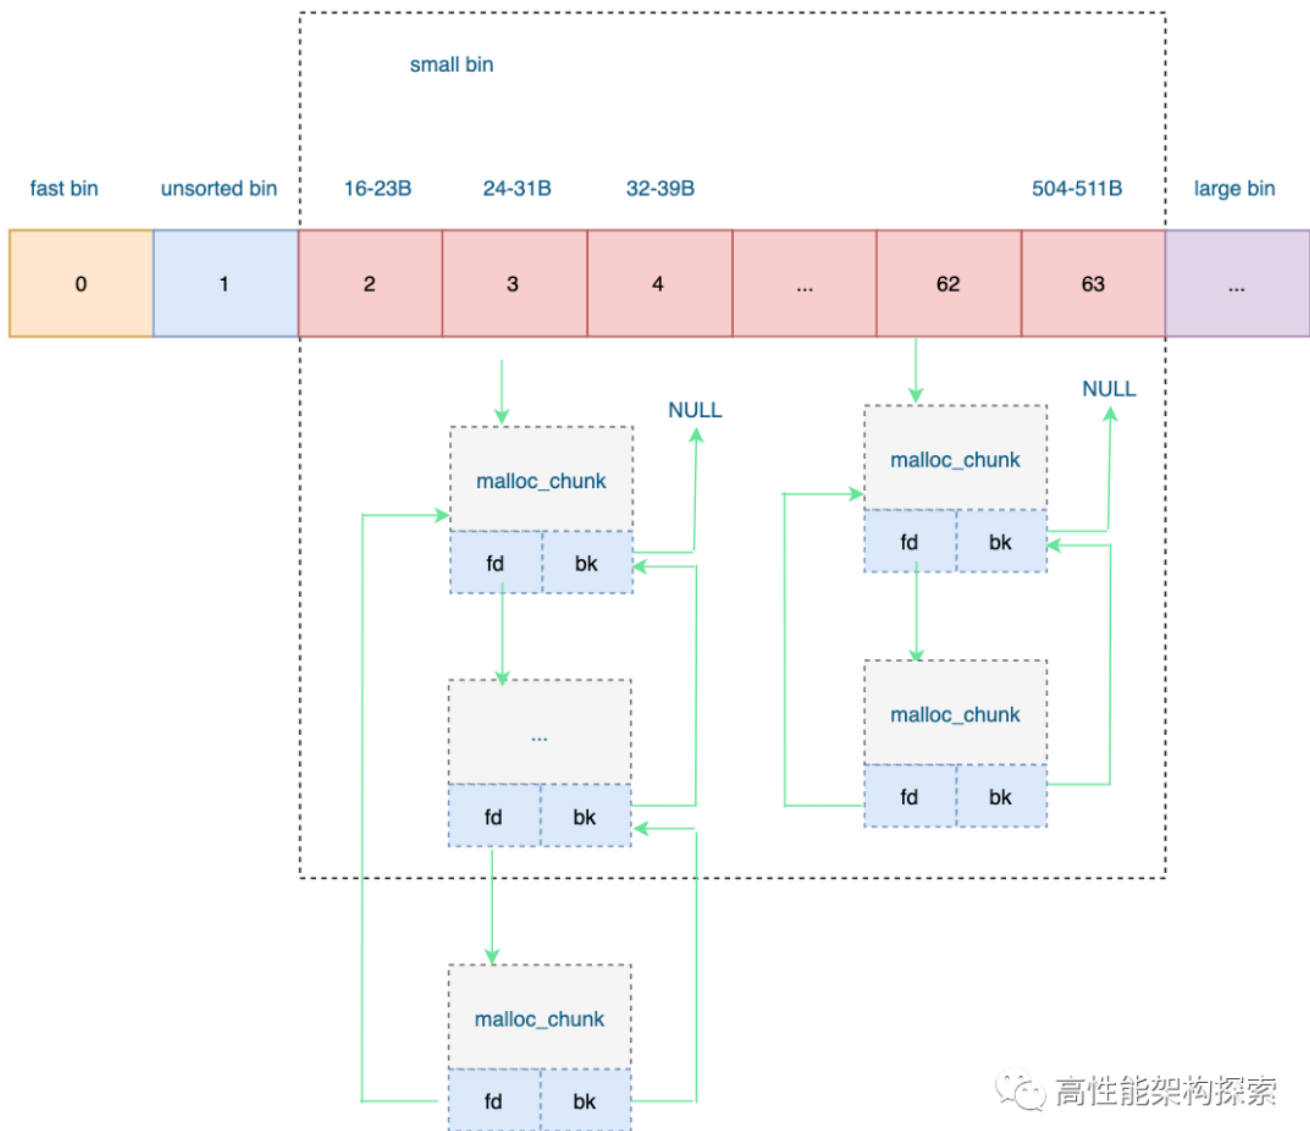 small bin
fast bin unsorted bin 16-23B 24-31B 32-39B 504-511B large bin
0 1 2 3 4 ... 62 63 ...
NULL
NULL
malloc_chunk
malloc_chunk
fd bk
fd bk
...
malloc_chunk
fd bk
fd bk
malloc_chunk
fd bk
高性能架构探索